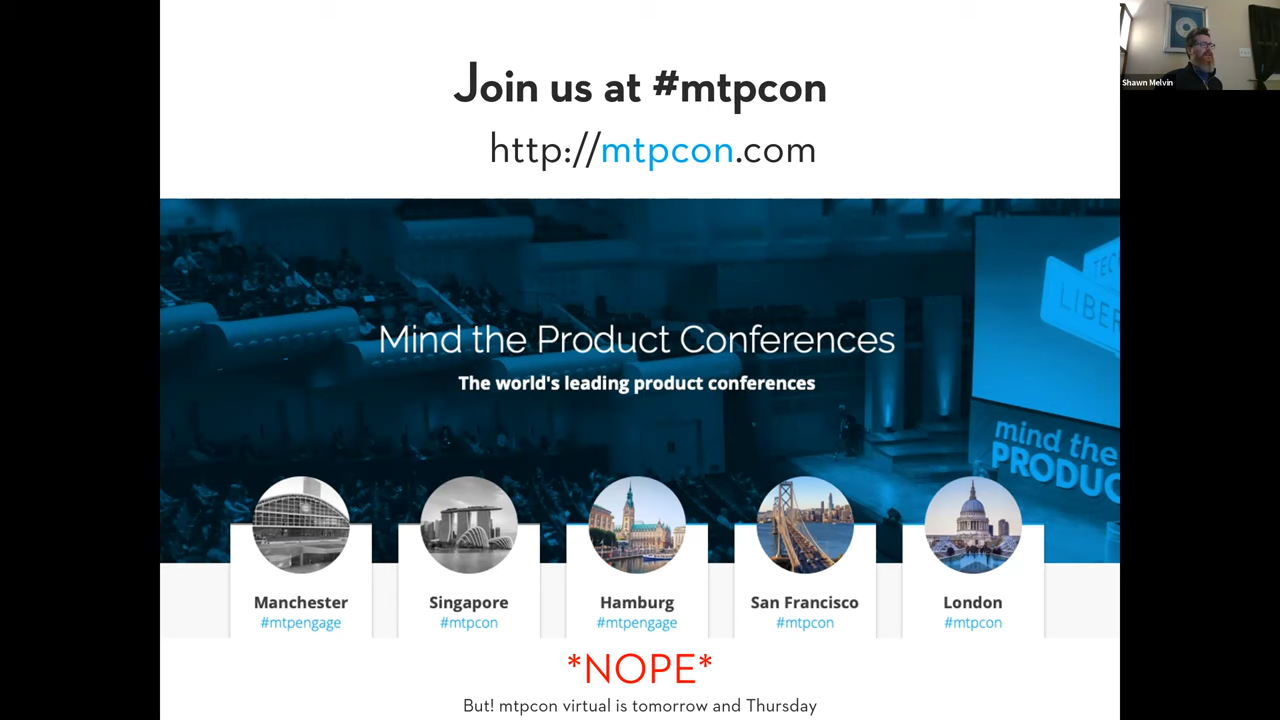 Join us at #mtpcon
http://mtpcon.com
Shawn Melvin
Mind the Product Conferences
The world's leading product conferences
mind the
Manchester
#mtpengage
Singapore
#mtpcon
Hamburg
#mtpengage
San Francisco
#mtpcon
London
#mtpcon
*NOPE*
But! mtpcon virtual is tomorrow and Thursday